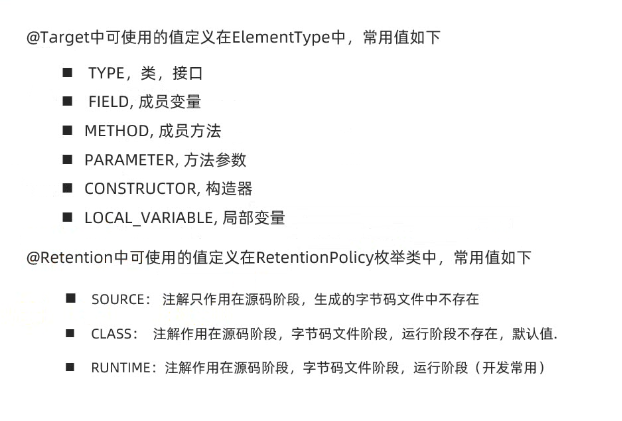 @Target中可使用的值定义在ElementType中，常用值如下
■ TYPE，类，接口
■ FIELD, 成员变量
■ METHOD, 成员方法
■ PARAMETER, 方法参数
■ CONSTRUCTOR, 构造器
■ LOCAL_VARIABLE, 局部变量
@Retention中可使用的值定义在RetentionPolicy枚举类中，常用值如下
■ SOURCE： 注解只作用在源码阶段，生成的字节码文件中不存在
■ CLASS： 注解作用在源码阶段，字节码文件阶段，运行阶段不存在，默认值.
■ RUNTIME：注解作用在源码阶段，字节码文件阶段，运行阶段（开发常用）